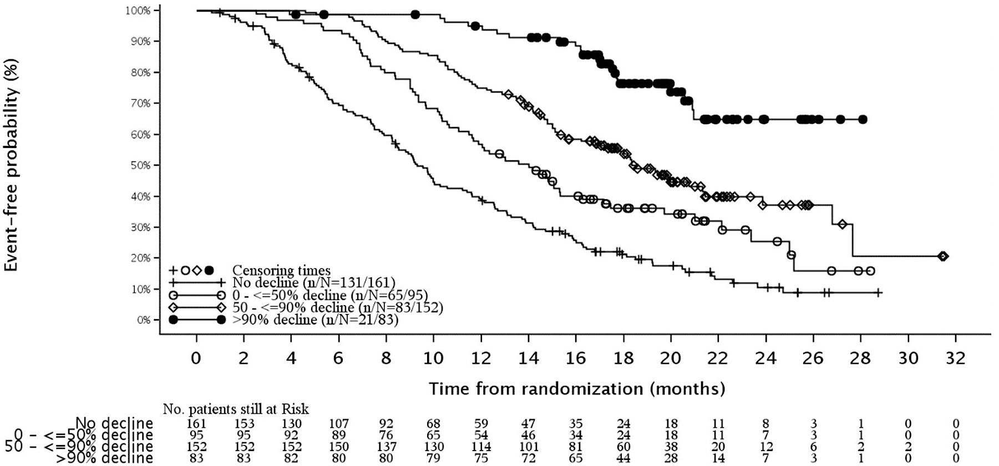 Event-free probability (%)
100%
90%
80%
70%
60%
50%
40%
30%
20%
10%
0%
Censoring times
No decline (n/N=131/161)
0 - <=50% decline (n/N=65/95)
50 - <=90% decline (n/N=83/152)
>90% decline (n/N=21/83)
0 2 4 6 8 10 12 14 16 18 20 22 24 26 28 30 32
Time from randomization (months)
No. patients still at Risk
No decline 161 153 130 107 92 68 59 47 35 24 18 11 8 3 1 0 0
0 - <=50% decline 95 95 92 89 76 65 54 46 34 24 18 11 7 3 1 0 0
50 - <=90% decline 152 152 152 150 137 130 114 101 81 60 38 20 12 6 2 2 0
>90% decline 83 83 82 80 80 79 75 72 65 44 28 14 7 3 1 0 0